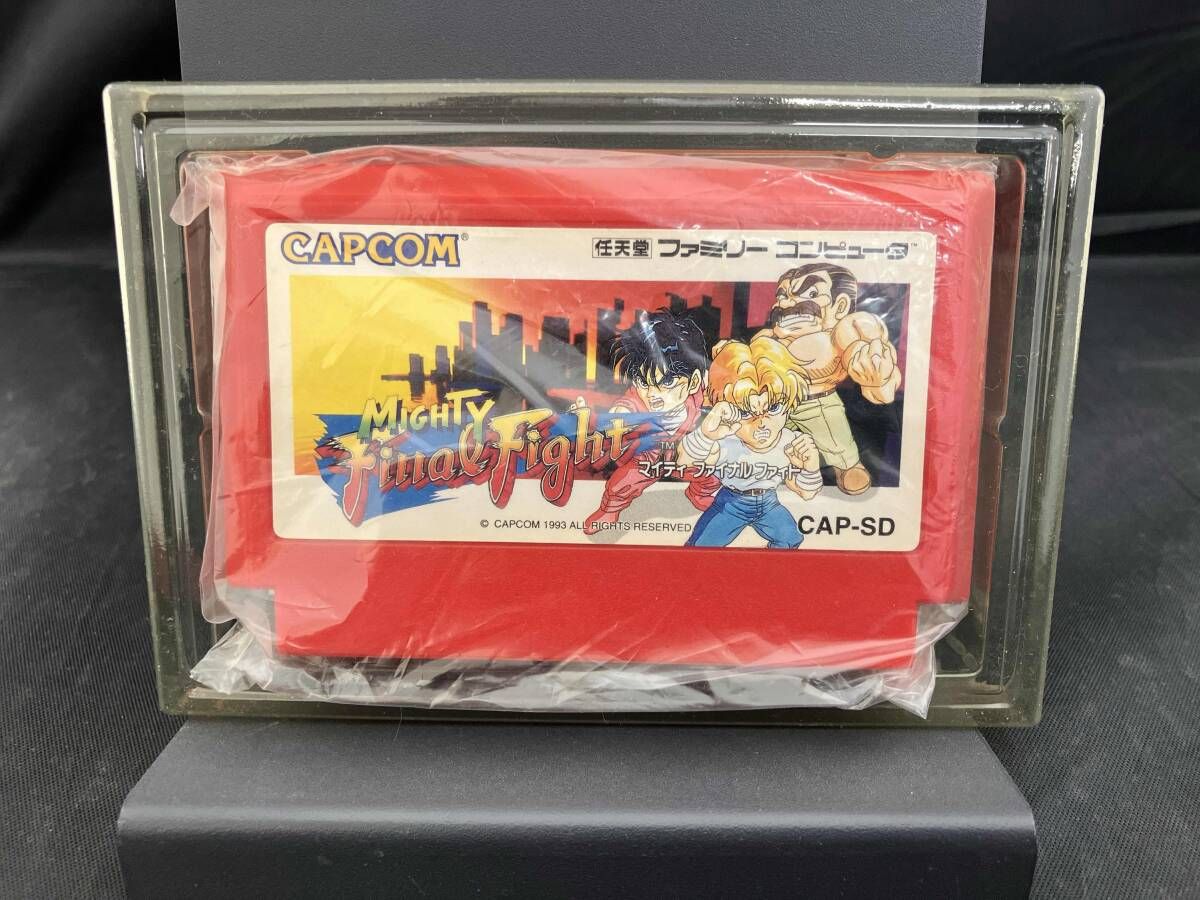 CAPCOM®
任天堂 ファミリーコンピュータ
MIGHTY
Final Fight ™
マイティ ファイナル ファイト
© CAPCOM 1993 ALL RIGHTS RESERVED
CAP-SD